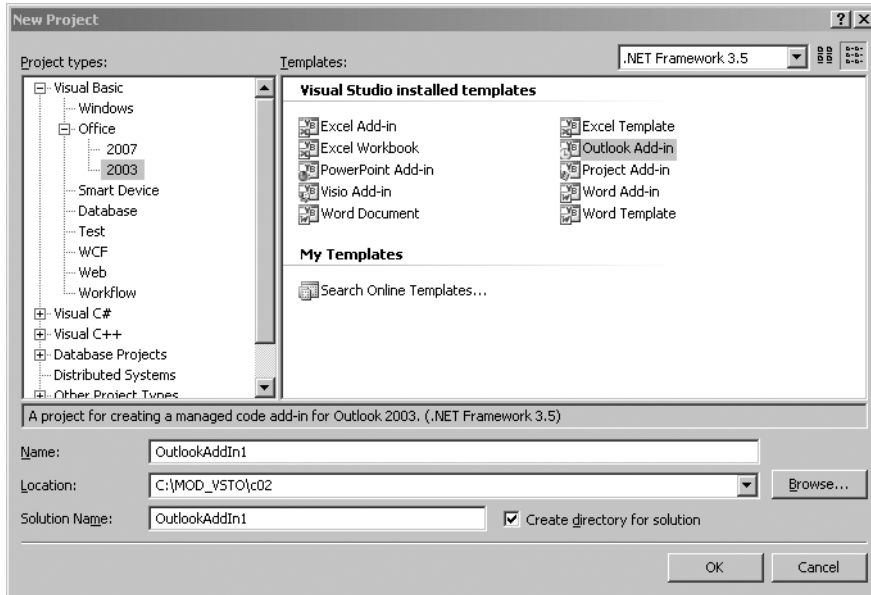 New Project
Project types:
Templates:
.NET Framework 3.5
Visual Basic
Windows
Office
2007
2003
Smart Device
Database
Test
WCF
Web
Workflow
Visual C#
Visual C++
Database Projects
Distributed Systems
Other Project Types
Visual Studio installed templates
Excel Add-in
Excel Template
Excel Workbook
Outlook Add-in
PowerPoint Add-in
Project Add-in
Visio Add-in
Word Add-in
Word Document
Word Template
My Templates
Search Online Templates...
A project for creating a managed code add-in for Outlook 2003. (.NET Framework 3.5)
Name:
OutlookAddIn1
Location:
C:\MOD_VSTO\c02
Browse...
Solution Name:
OutlookAddIn1
Create directory for solution
OK
Cancel